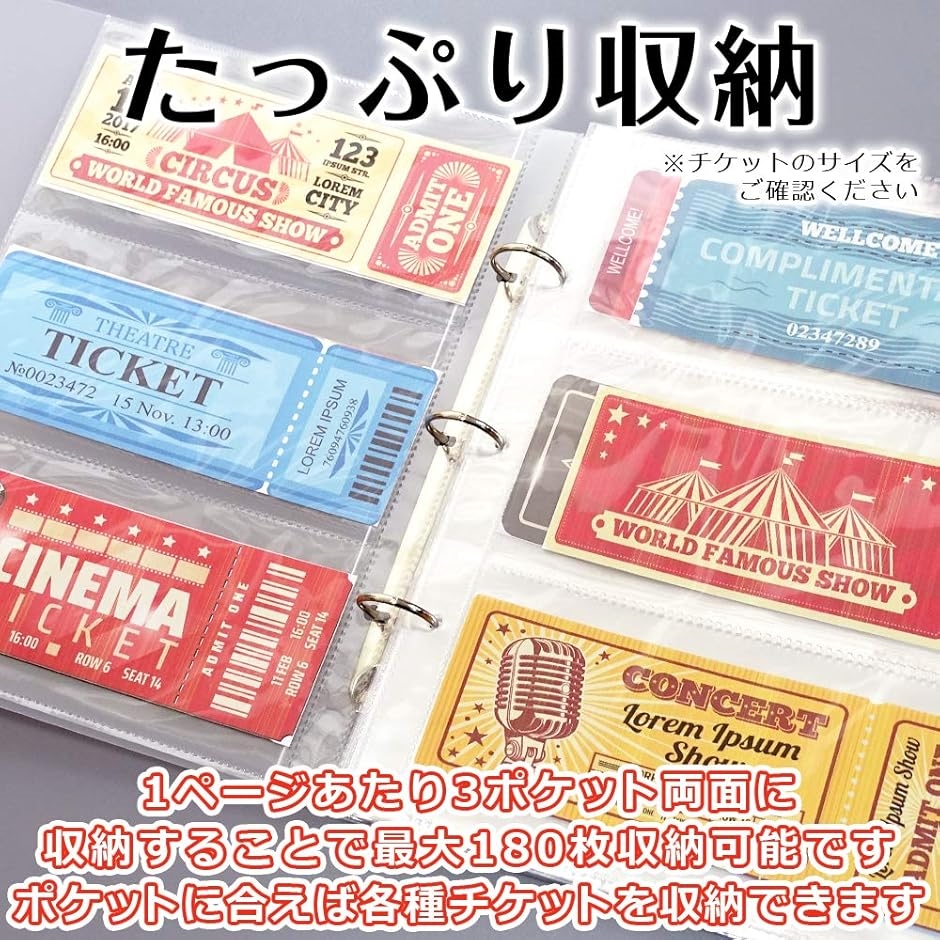 たっぷり収納
※チケットのサイズを
ご確認ください
2017
16:00
CIRCUS
WORLD FAMOUS SHOW
123
IPSUM STR.
LOREM
CITY
ADMIT
ONE
WELLCOME!
WELLCOME
COMPLIMENTA
TICKET
02347289
THEATRE
TICKET
№0023472 15 Nov. 13:00
LOREM IPSUM
76094760938
WORLD FAMOUS SHOW
CINEMA
TICKET
16:00 ROW 6 SEAT 14
ADMIT ONE
11 FEB 16:00
ROW 6 SEAT 14
CONCERT
Lorem Ipsum
Show
Ipsum Show
ADMIT ONE
1ページあたり3ポケット両面に
収納することで最大180枚収納可能です
ポケットに合えば各種チケットを収納できます